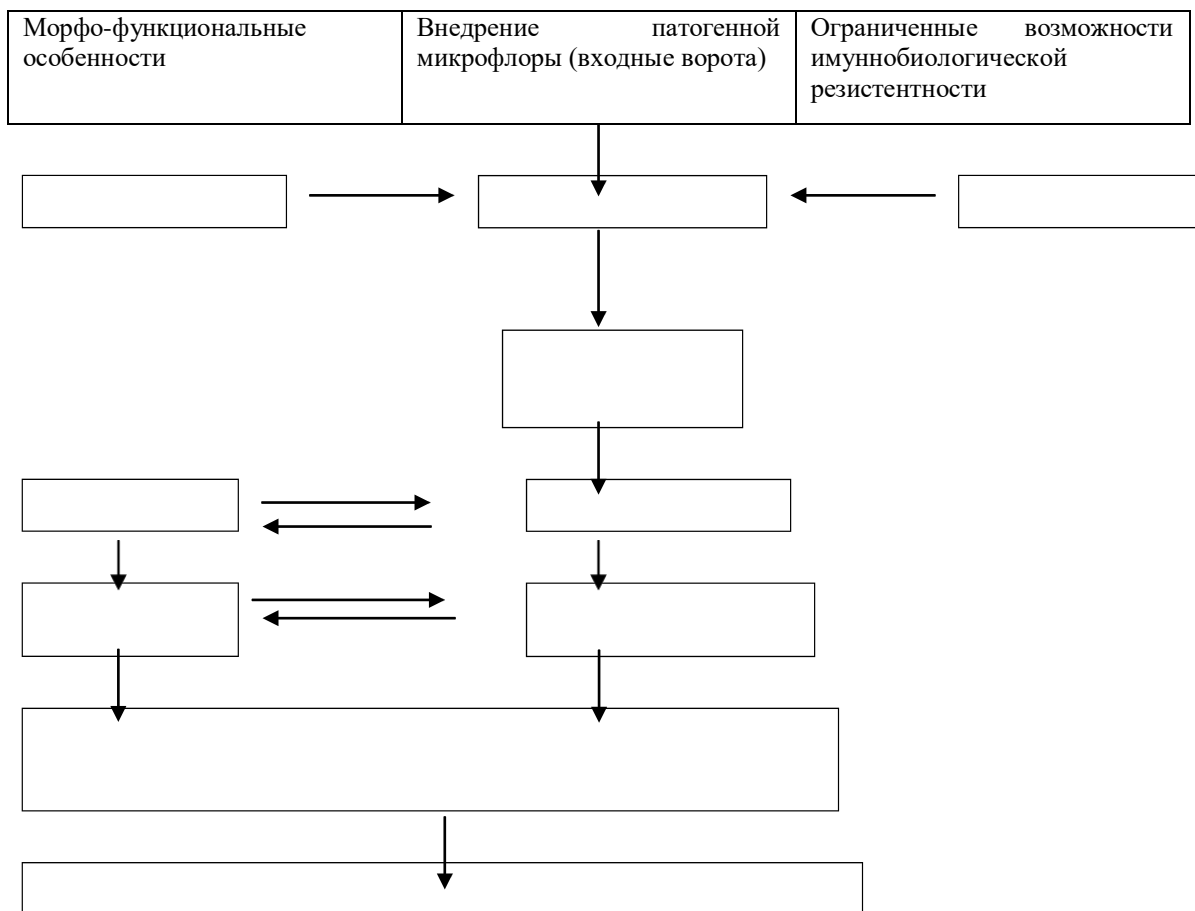 Морфо-функциональные
особенности
Внедрение патогенной
микрофлоры (входные ворота)
Ограниченные возможности
имуннобиологической
резистентности